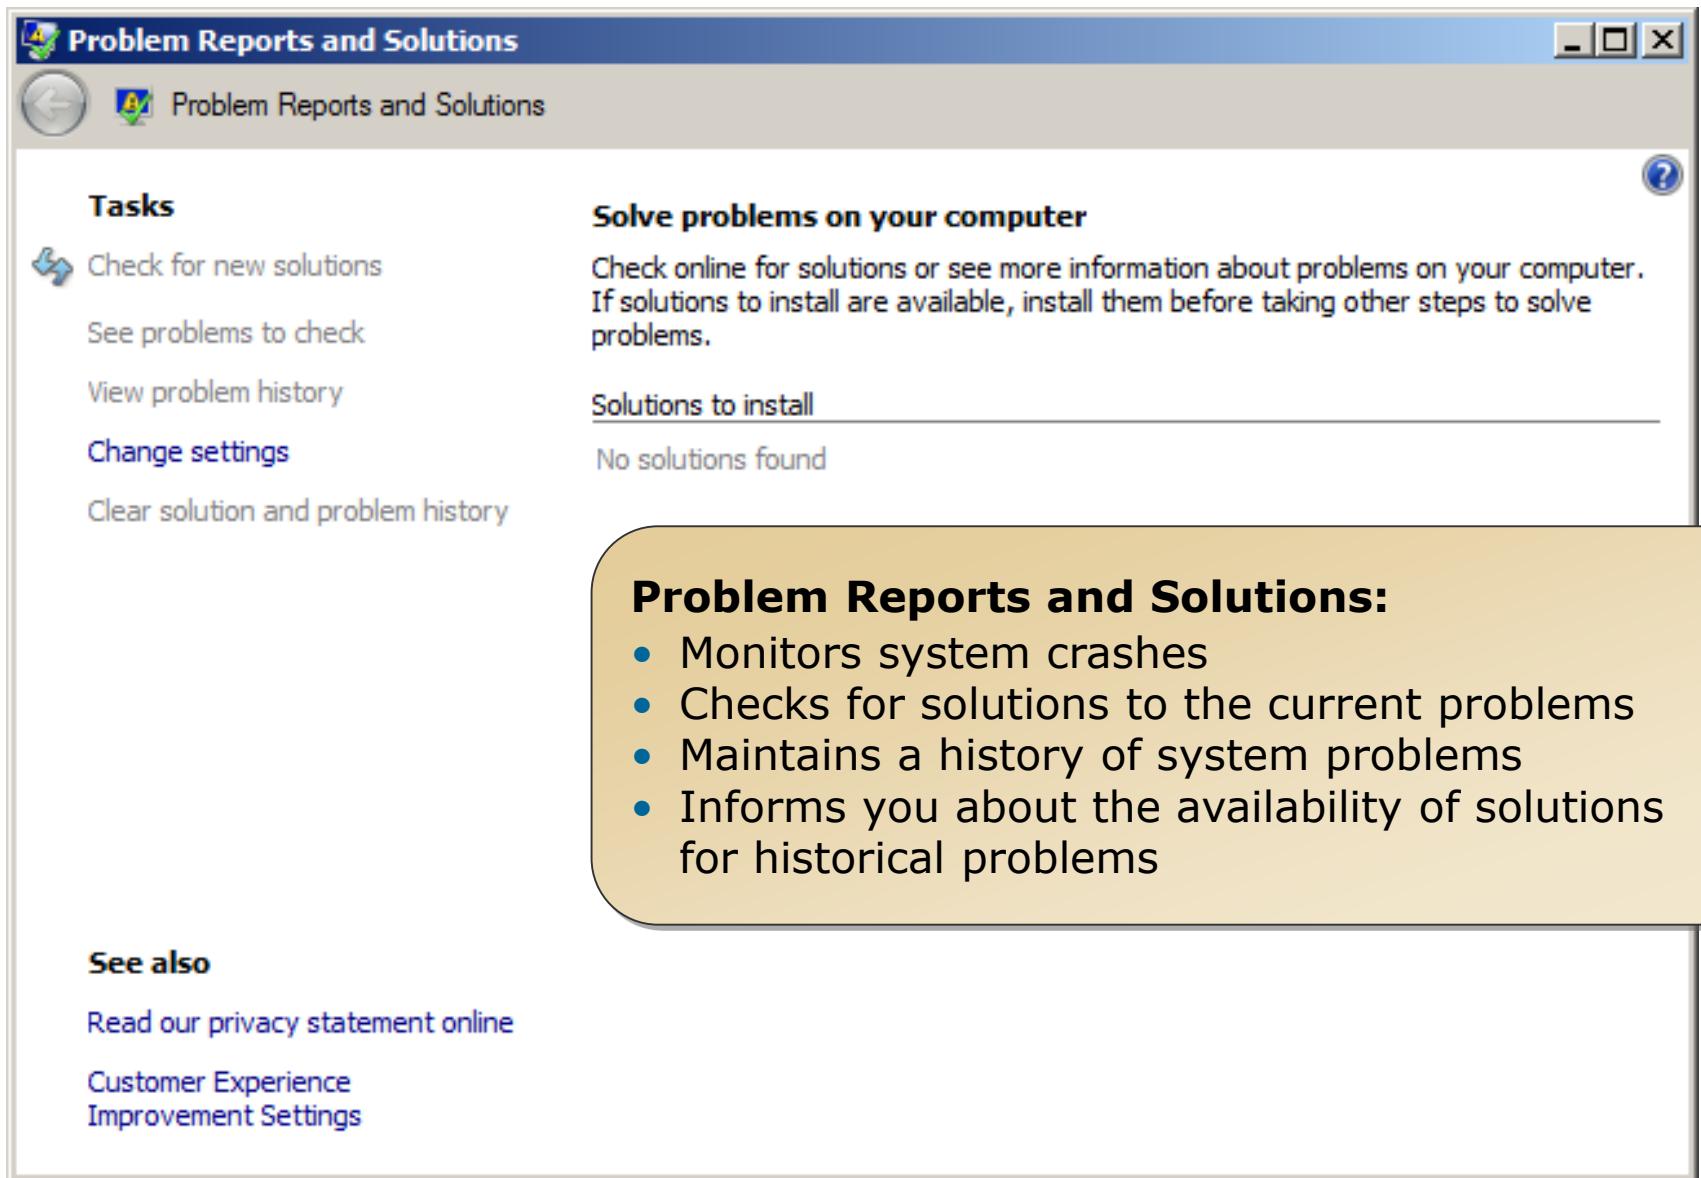 Problem Reports and Solutions
Problem Reports and Solutions
Tasks
Check for new solutions
See problems to check
View problem history
Change settings
Clear solution and problem history
Solve problems on your computer
Check online for solutions or see more information about problems on your computer.
If solutions to install are available, install them before taking other steps to solve
problems.
Solutions to install
No solutions found
Problem Reports and Solutions:
• Monitors system crashes
• Checks for solutions to the current problems
• Maintains a history of system problems
• Informs you about the availability of solutions
for historical problems
See also
Read our privacy statement online
Customer Experience
Improvement Settings